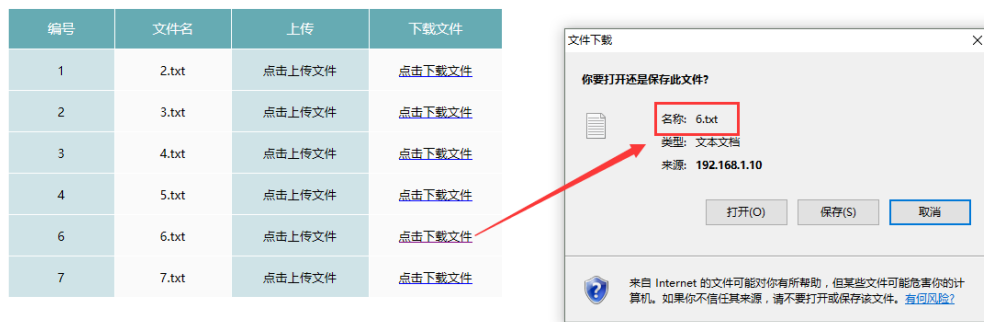 编号 文件名 上传 下载文件
1 2.txt 点击上传文件 点击下载文件
2 3.txt 点击上传文件 点击下载文件
3 4.txt 点击上传文件 点击下载文件
4 5.txt 点击上传文件 点击下载文件
6 6.txt 点击上传文件 点击下载文件
7 7.txt 点击上传文件 点击下载文件
文件下载
你要打开还是保存此文件?
名称: 6.txt
类型: 文本文档
来源: 192.168.1.10
打开(O) 保存(S) 取消
来自 Internet 的文件可能对你有所帮助，但某些文件可能危害你的计
算机。如果你不信任其来源，请不要打开或保存该文件。有何风险?